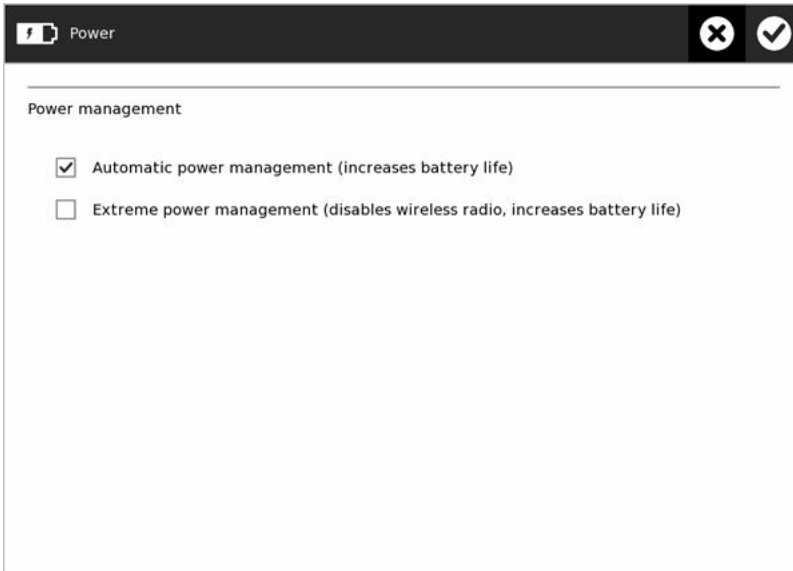 Power
Power management
Automatic power management (increases battery life)
Extreme power management (disables wireless radio, increases battery life)